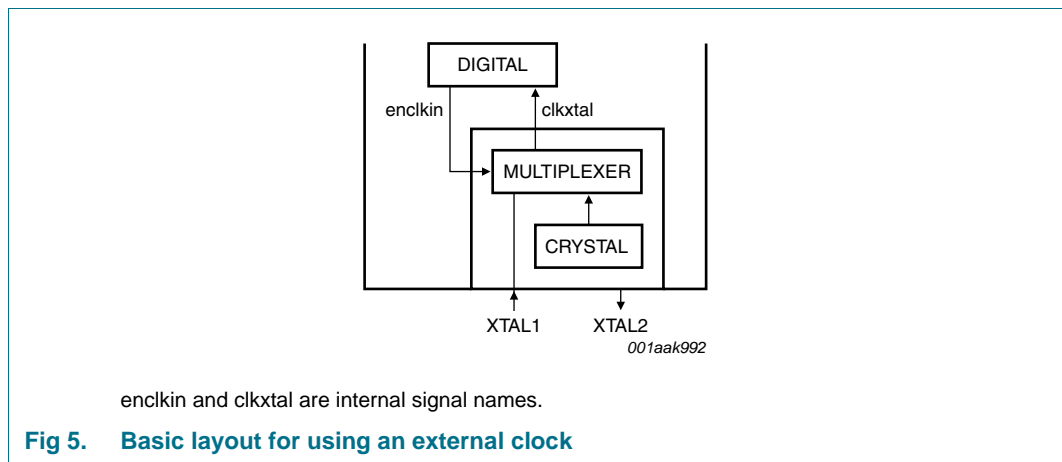 DIGITAL
enclkin clkxtal
MULTIPLEXER
CRYSTAL
XTAL1 XTAL2
001aak992
enclkin and clkxtal are internal signal names.
Fig 5. Basic layout for using an external clock